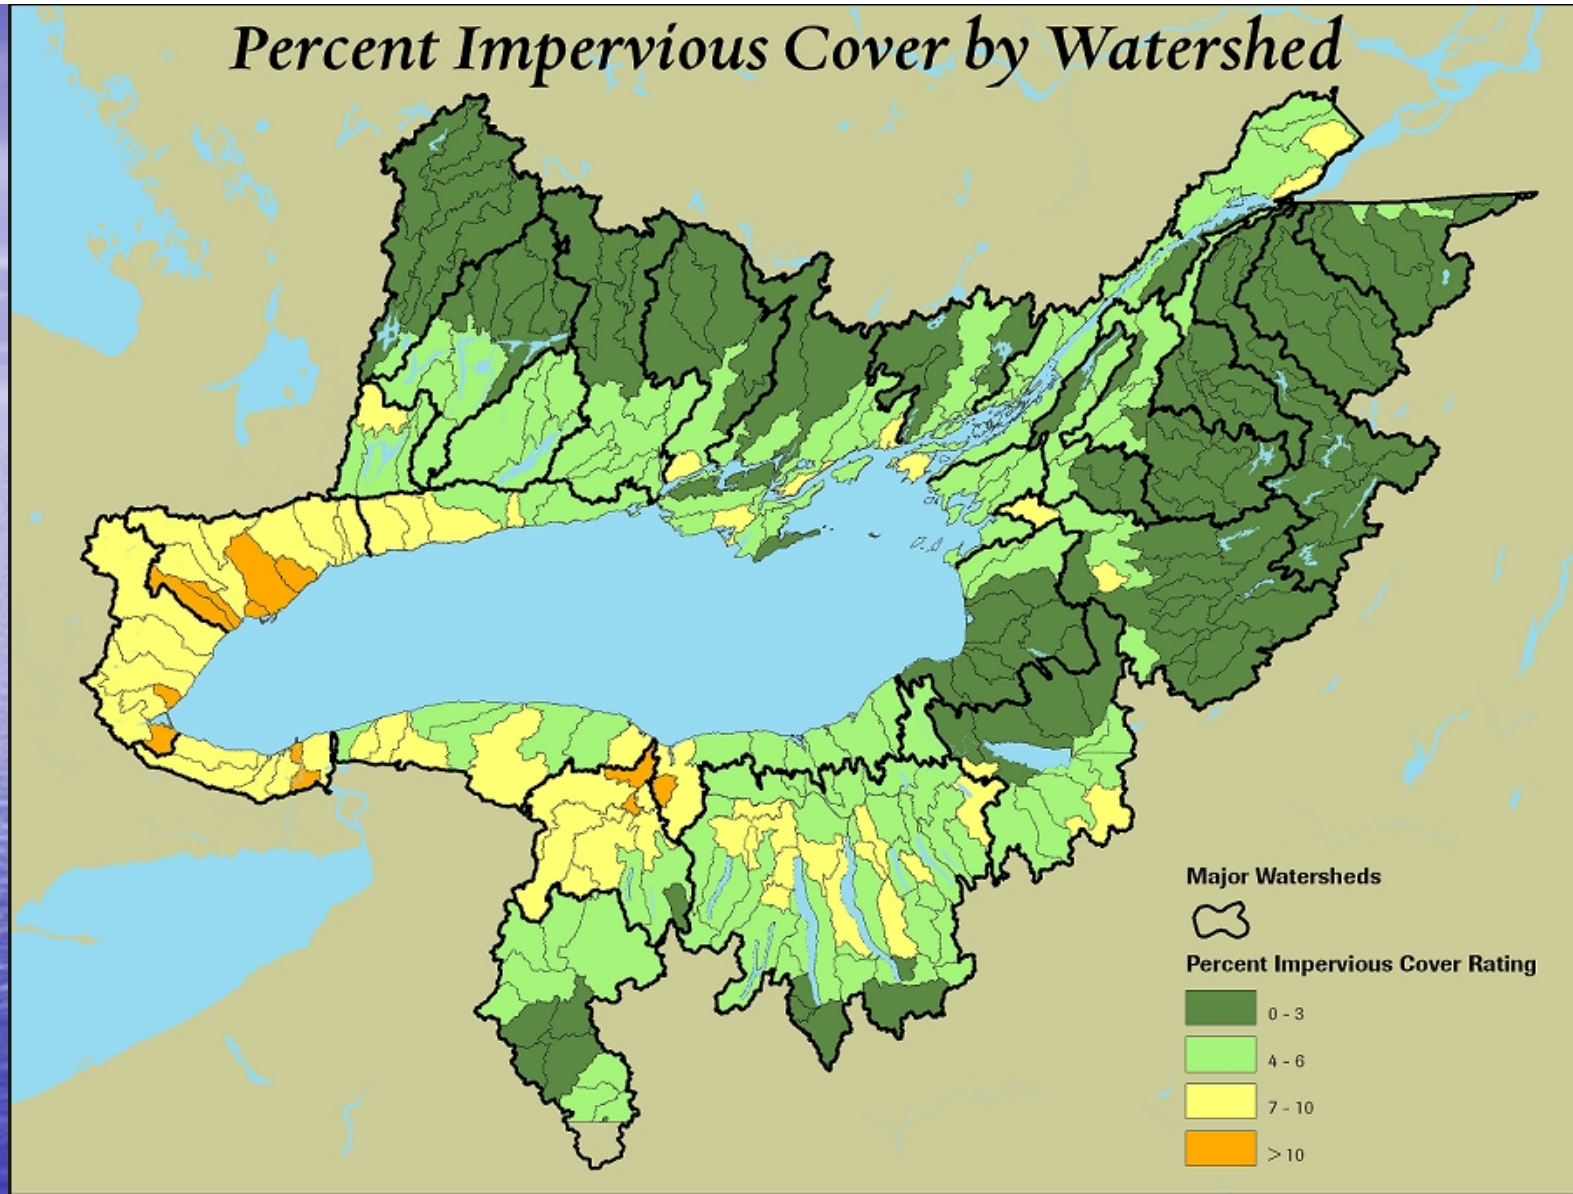 Percent Impervious Cover by Watershed
Major Watersheds
Percent Impervious Cover Rating
0 - 3
4 - 6
7 - 10
> 10